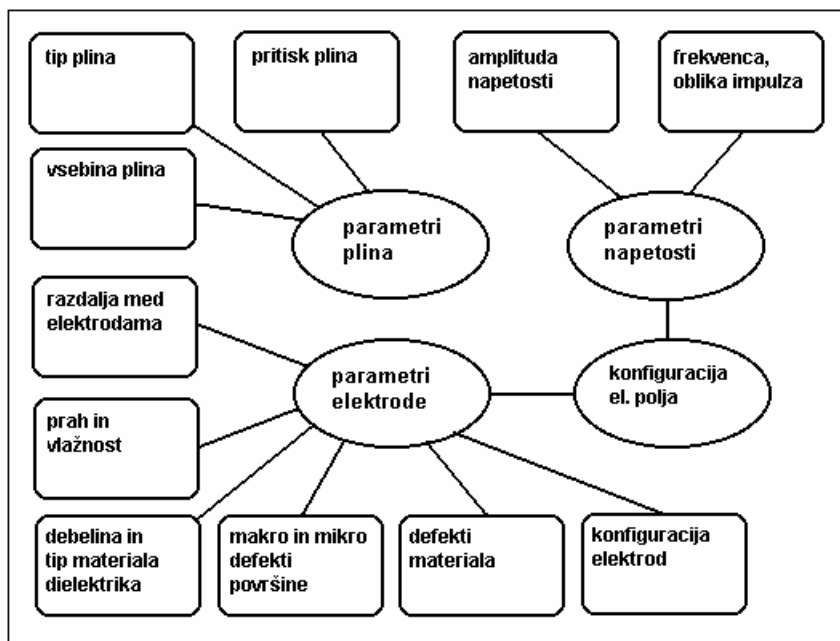 tip plina
pritisk plina
amplituda
napetosti
frekvenca,
oblika impulza
vsebina plina
parametri
plina
parametri
napetosti
razdalja med
elektrodama
parametri
elektrode
konfiguracija
el. polja
prah in
vlažnost
debelina in
tip materiala
dielektrika
makro in mikro
defekti
površine
defekti
materiala
konfiguracija
elektrod